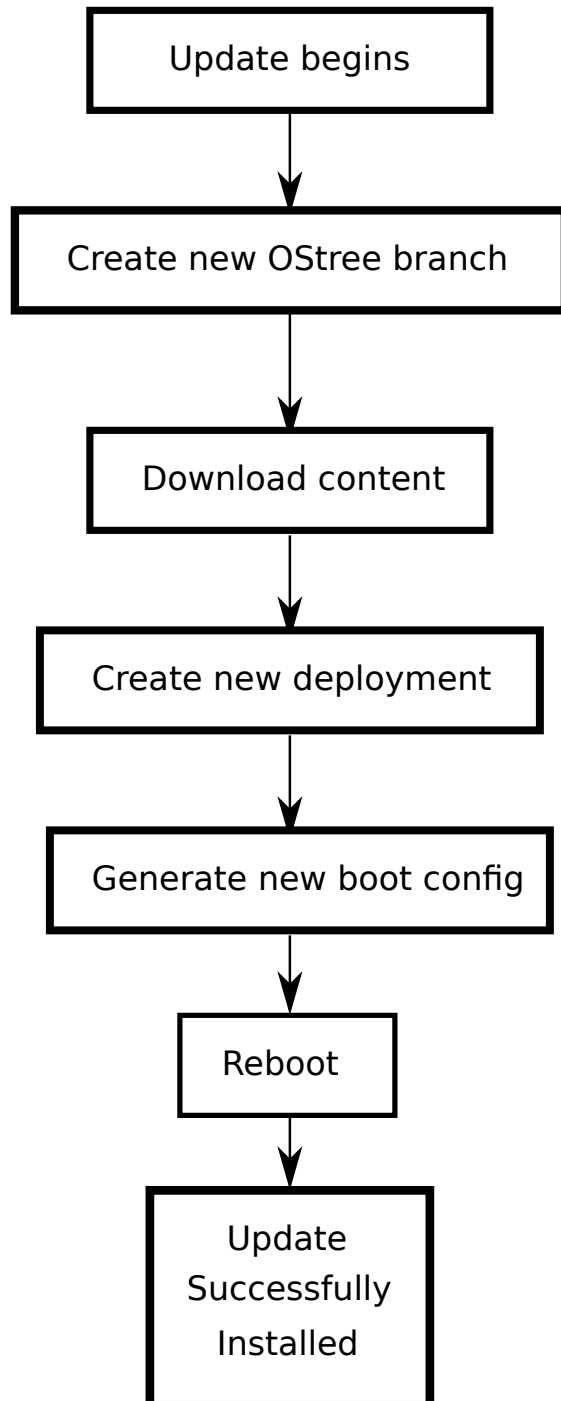 Update begins
Create new OStree branch
Download content
Create new deployment
Generate new boot config
Reboot
Update
Successfully
Installed